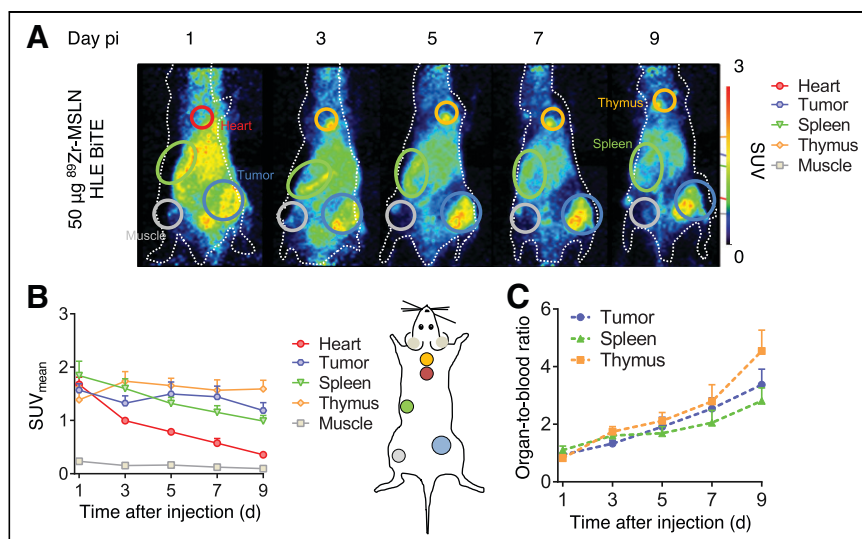 A
Day pi 1 3 5 7 9
50 µg ⁸⁹Zr-MSLN
HLE BiTE
Heart
Tumor
Muscle
Thymus
Spleen
3
SUV
0
Heart
Tumor
Spleen
Thymus
Muscle
B
3
2
1
0
SUVmean
1 3 5 7 9
Time after injection (d)
Heart
Tumor
Spleen
Thymus
Muscle
C
6
4
2
0
Organ-to-blood ratio
Tumor
Spleen
Thymus
1 3 5 7 9
Time after injection (d)